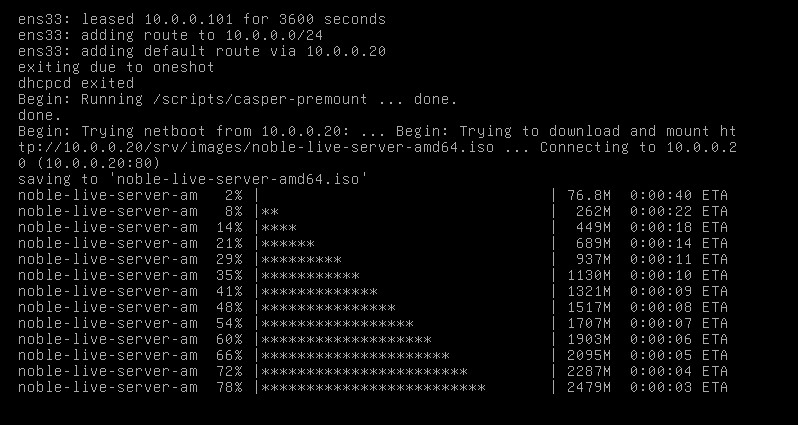 ens33: leased 10.0.0.101 for 3600 seconds
ens33: adding route to 10.0.0.0/24
ens33: adding default route via 10.0.0.20
exiting due to oneshot
dhcpcd exited
Begin: Running /scripts/casper-premount ... done.
done.
Begin: Trying netboot from 10.0.0.20: ... Begin: Trying to download and mount ht
tp://10.0.0.20/srv/images/noble-live-server-amd64.iso ... Connecting to 10.0.0.2
0 (10.0.0.20:80)
saving to 'noble-live-server-amd64.iso'
noble-live-server-am   2% |                                | 76.8M  0:00:40 ETA
noble-live-server-am   8% |**                              |  262M  0:00:22 ETA
noble-live-server-am  14% |****                            |  449M  0:00:18 ETA
noble-live-server-am  21% |******                          |  689M  0:00:14 ETA
noble-live-server-am  29% |*********                       |  937M  0:00:11 ETA
noble-live-server-am  35% |***********                     | 1130M  0:00:10 ETA
noble-live-server-am  41% |*************                   | 1321M  0:00:09 ETA
noble-live-server-am  48% |***************                 | 1517M  0:00:08 ETA
noble-live-server-am  54% |*****************               | 1707M  0:00:07 ETA
noble-live-server-am  60% |*******************             | 1903M  0:00:06 ETA
noble-live-server-am  66% |*********************           | 2095M  0:00:05 ETA
noble-live-server-am  72% |***********************         | 2287M  0:00:04 ETA
noble-live-server-am  78% |*************************       | 2479M  0:00:03 ETA